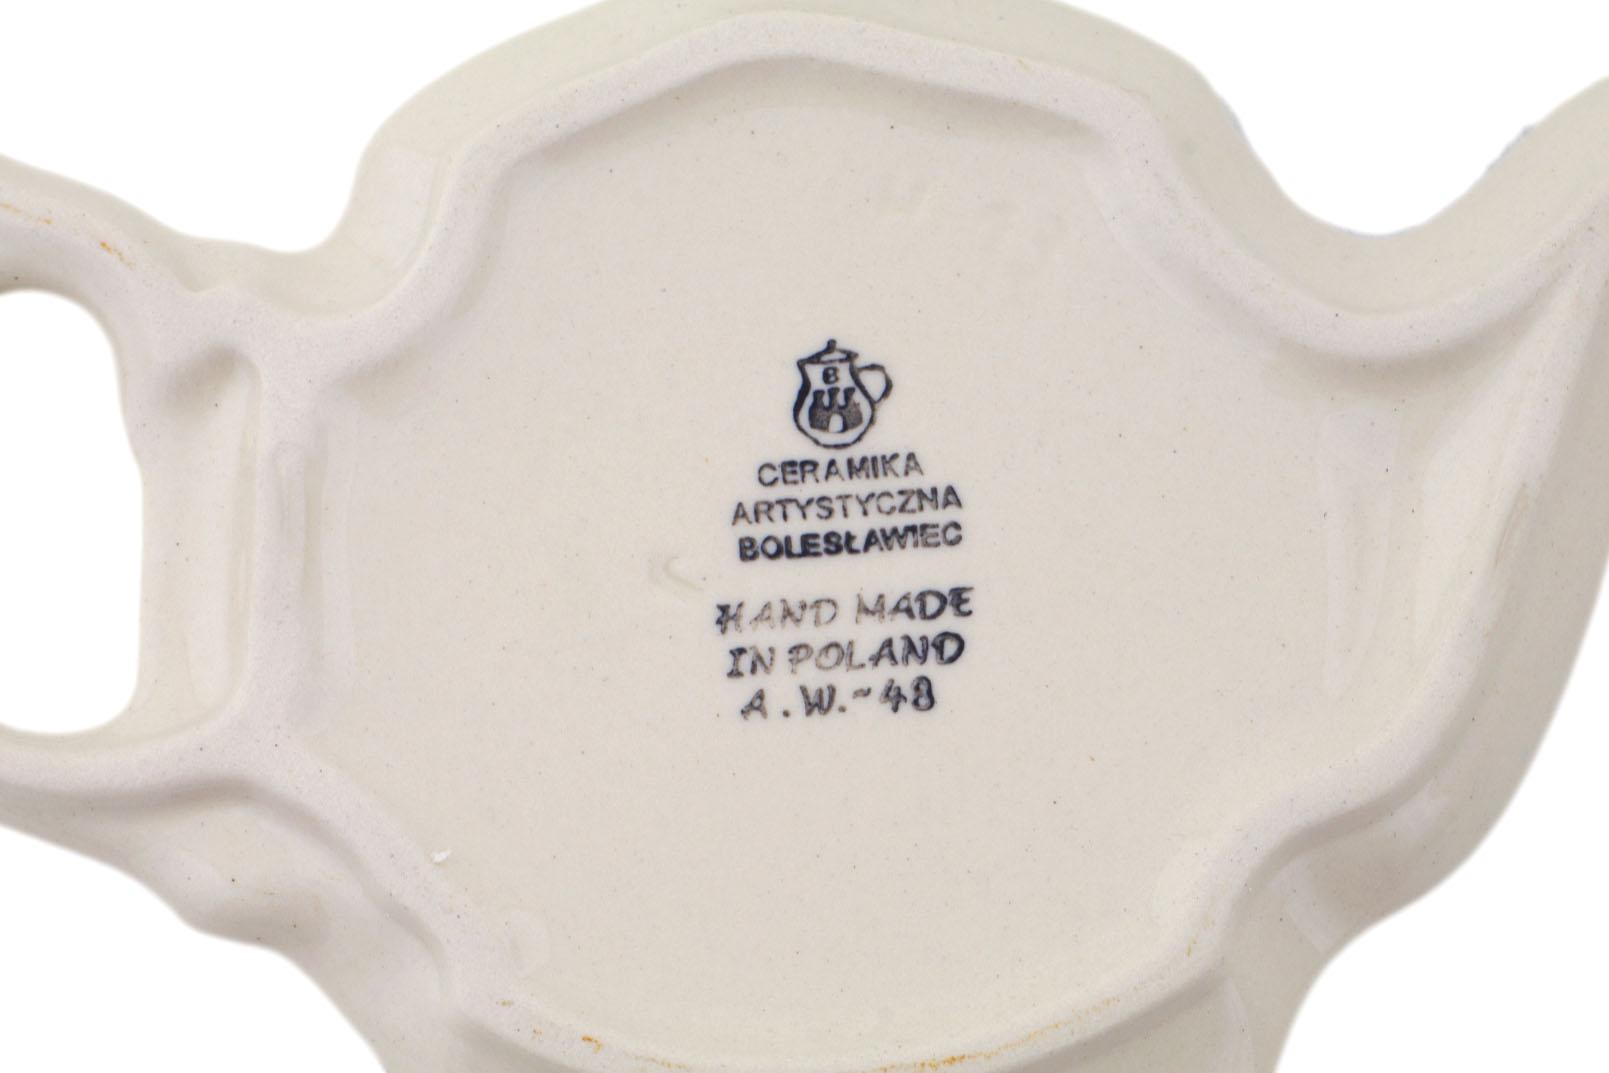 B
CERAMIKA
ARTYSTYCZNA
BOLESŁAWIEC
HAND MADE
IN POLAND
A.W.~48